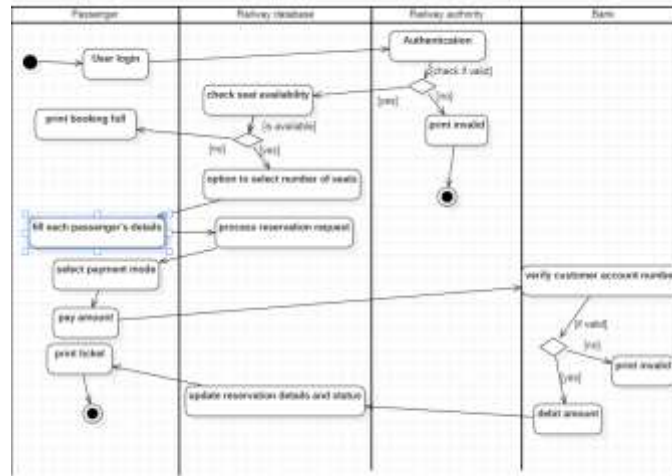 Passenger
Railway database
Railway authority
Bank
User login
Authentication
[check if valid]
check seat availability
[yes]
[no]
print booking full
[is available]
print invalid
[no]
[yes]
option to select number of seats
fill each passenger's details
process reservation request
select payment mode
verify customer account number
pay amount
[if valid]
print ticket
[no]
print invalid
[yes]
update reservation details and status
debit amount